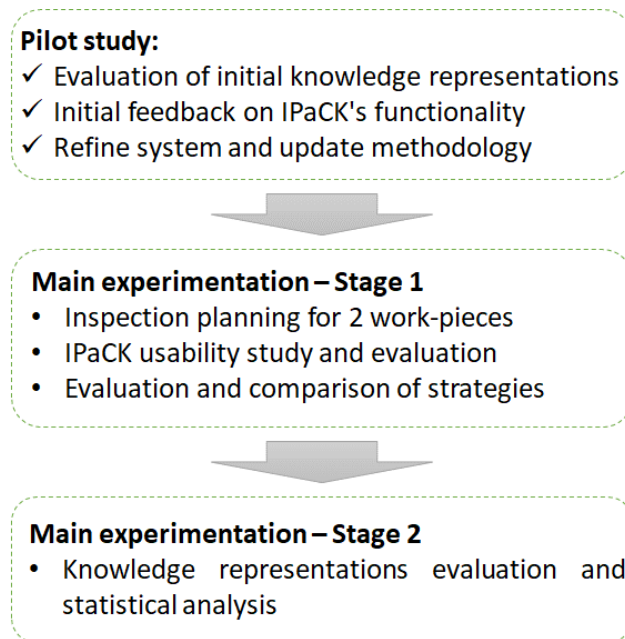 Pilot study:
✓ Evaluation of initial knowledge representations
✓ Initial feedback on IPaCK's functionality
✓ Refine system and update methodology
Main experimentation – Stage 1
• Inspection planning for 2 work-pieces
• IPaCK usability study and evaluation
• Evaluation and comparison of strategies
Main experimentation – Stage 2
• Knowledge representations evaluation and
statistical analysis